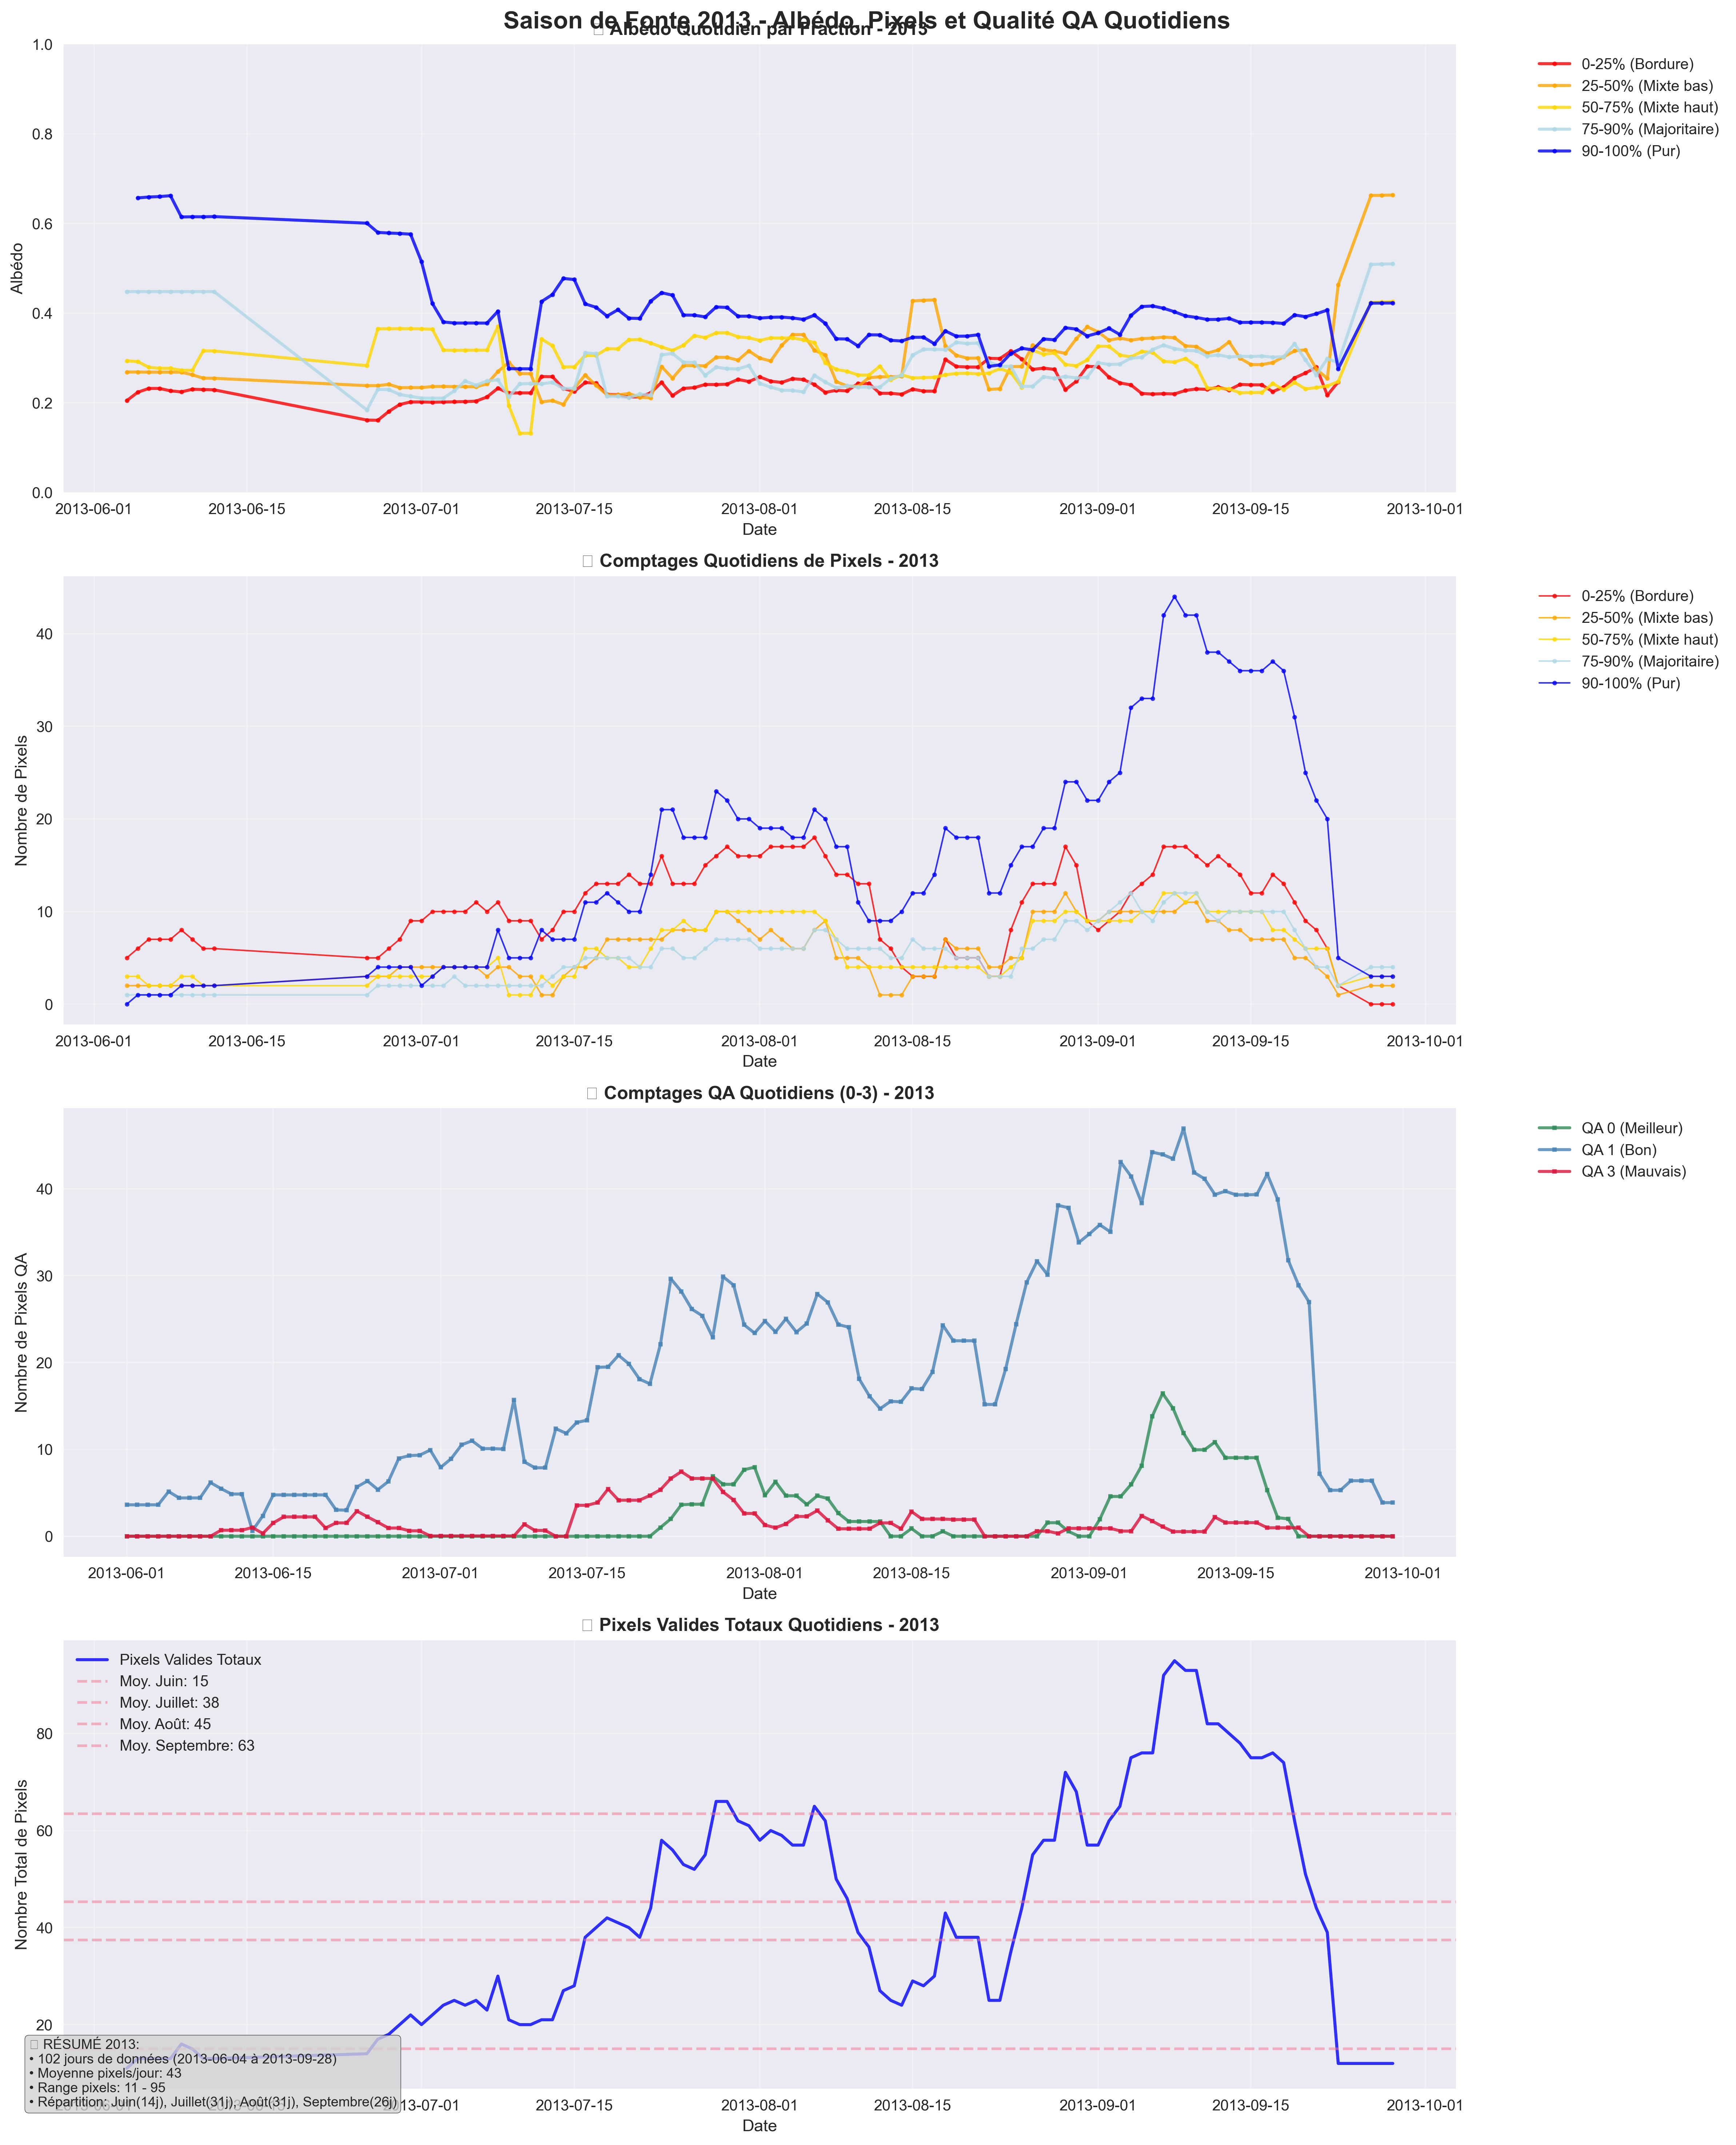 Saison de Fonte 2013 - Albédo, Pixels et Qualité QA Quotidiens
Albédo Quotidien par Fraction - 2013
1.0
0.8
0.6
0.4
0.2
0.0
Albédo
2013-06-01 2013-06-15 2013-07-01 2013-07-15 2013-08-01 2013-08-15 2013-09-01 2013-09-15 2013-10-01
Date
0-25% (Bordure)
25-50% (Mixte bas)
50-75% (Mixte haut)
75-90% (Majoritaire)
90-100% (Pur)
Comptages Quotidiens de Pixels - 2013
40
30
20
10
0
Nombre de Pixels
2013-06-01 2013-06-15 2013-07-01 2013-07-15 2013-08-01 2013-08-15 2013-09-01 2013-09-15 2013-10-01
Date
0-25% (Bordure)
25-50% (Mixte bas)
50-75% (Mixte haut)
75-90% (Majoritaire)
90-100% (Pur)
Comptages QA Quotidiens (0-3) - 2013
40
30
20
10
0
Nombre de Pixels QA
2013-06-01 2013-06-15 2013-07-01 2013-07-15 2013-08-01 2013-08-15 2013-09-01 2013-09-15 2013-10-01
Date
QA 0 (Meilleur)
QA 1 (Bon)
QA 3 (Mauvais)
Pixels Valides Totaux Quotidiens - 2013
Pixels Valides Totaux
Moy. Juin: 15
Moy. Juillet: 38
Moy. Août: 45
Moy. Septembre: 63
80
60
40
20
Nombre Total de Pixels
RÉSUMÉ 2013:
• 102 jours de données (2013-06-04 à 2013-09-28)
• Moyenne pixels/jour: 43
• Range pixels: 11 - 95
• Répartition: Juin(14j), Juillet(31j), Août(31j), Septembre(26j)
2013-07-15 2013-08-01 2013-08-15 2013-09-01 2013-09-15 2013-10-01
Date